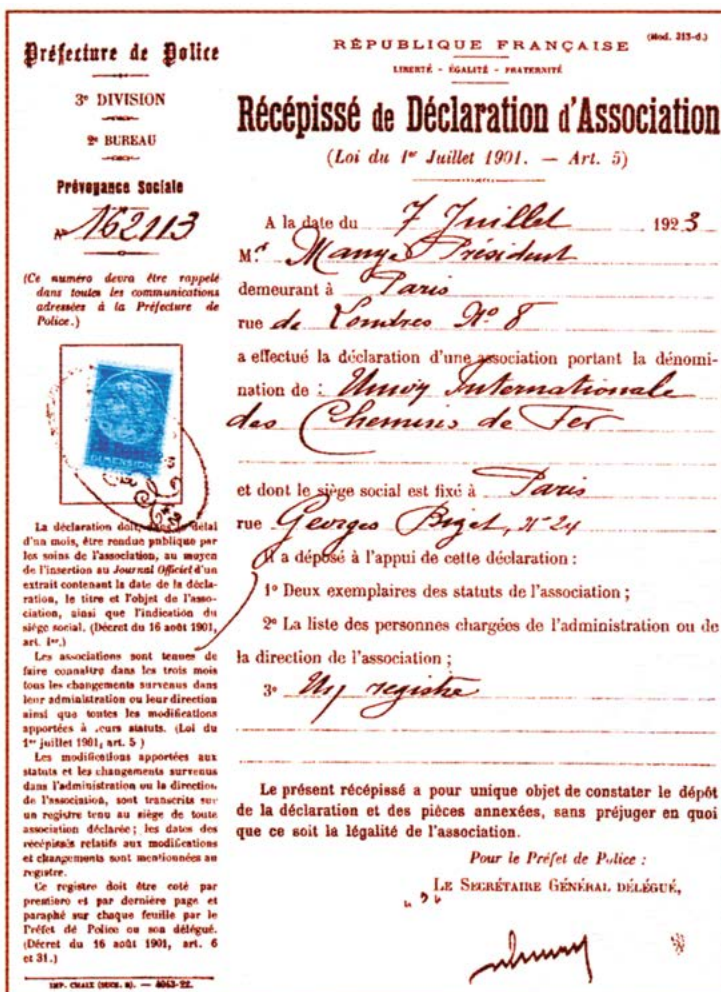 Préfecture de Police
3e DIVISION
2e BUREAU
Prévoyance Sociale
No 162113
(Ce numéro devra être rappelé
dans toutes les communications
adressées à la Préfecture de
Police.)
DIMENSION
La déclaration doit, dans le délai
d'un mois, être rendue publique par
les soins de l'association, au moyen
de l'insertion au Journal Officiel d'un
extrait contenant la date de la décla-
ration, le titre et l'objet de l'asso-
ciation, ainsi que l'indication du
siège social. (Décret du 16 août 1901,
art. 1er.)
Les associations sont tenues de
faire connaître dans les trois mois
tous les changements survenus dans
leur administration ou leur direction
ainsi que toutes les modifications
apportées à leurs statuts. (Loi du
1er juillet 1901, art. 5)
Les modifications apportées aux
statuts et les changements survenus
dans l'administration ou la direction
de l'association, sont transcrits sur
un registre tenu au siège de toute
association déclarée ; les dates des
récépissés relatifs aux modifications
et changements sont mentionnées au
registre.
Ce registre doit être coté par
première et par dernière page et
paraphé sur chaque feuille par le
Préfet de Police ou son délégué.
(Décret du 16 août 1901, art. 6
et 31.)
IMP. CHAIX (SUCC. B). — 4063-22.
(Mod. 213-d.)
RÉPUBLIQUE FRANÇAISE
LIBERTÉ - ÉGALITÉ - FRATERNITÉ
Récépissé de Déclaration d'Association
(Loi du 1er Juillet 1901. — Art. 5)
A la date du 7 Juillet 1923
M.r Mange Président
demeurant à Paris
rue de Londres No 8
a effectué la déclaration d'une association portant la dénomi-
nation de : Union Internationale
des Chemins de Fer
et dont le siège social est fixé à Paris
rue Georges Bizet, No 24
Il a déposé à l'appui de cette déclaration :
1o Deux exemplaires des statuts de l'association ;
2o La liste des personnes chargées de l'administration ou de
la direction de l'association ;
3o Un registre
Le présent récépissé a pour unique objet de constater le dépôt
de la déclaration et des pièces annexées, sans préjuger en quoi
que ce soit la légalité de l'association.
Pour le Préfet de Police :
LE SECRÉTAIRE GÉNÉRAL DÉLÉGUÉ,